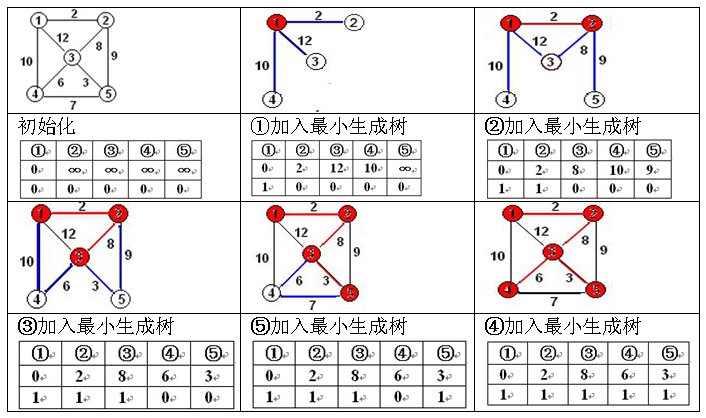 2
1 2
12 8
10 3 9
6 3
4 5
7
2
1 2
12
10 3
4
2
1 2
12 8
10 3 9
4 5
初始化
① ② ③ ④ ⑤
0 ∞ ∞ ∞ ∞
0 0 0 0 0
①加入最小生成树
① ② ③ ④ ⑤
0 2 12 10 ∞
1 0 0 0 0
②加入最小生成树
① ② ③ ④ ⑤
0 2 8 10 9
1 1 0 0 0
2
1 2
12 8
10 3 9
6 3
4 5
2
1 2
12 8
10 3 9
6 3
4 5
7
2
1 2
12 8
10 3 9
6 3
4 5
7
③加入最小生成树
① ② ③ ④ ⑤
0 2 8 6 3
1 1 1 0 0
⑤加入最小生成树
① ② ③ ④ ⑤
0 2 8 6 3
1 1 1 0 1
④加入最小生成树
① ② ③ ④ ⑤
0 2 8 6 3
1 1 1 1 1